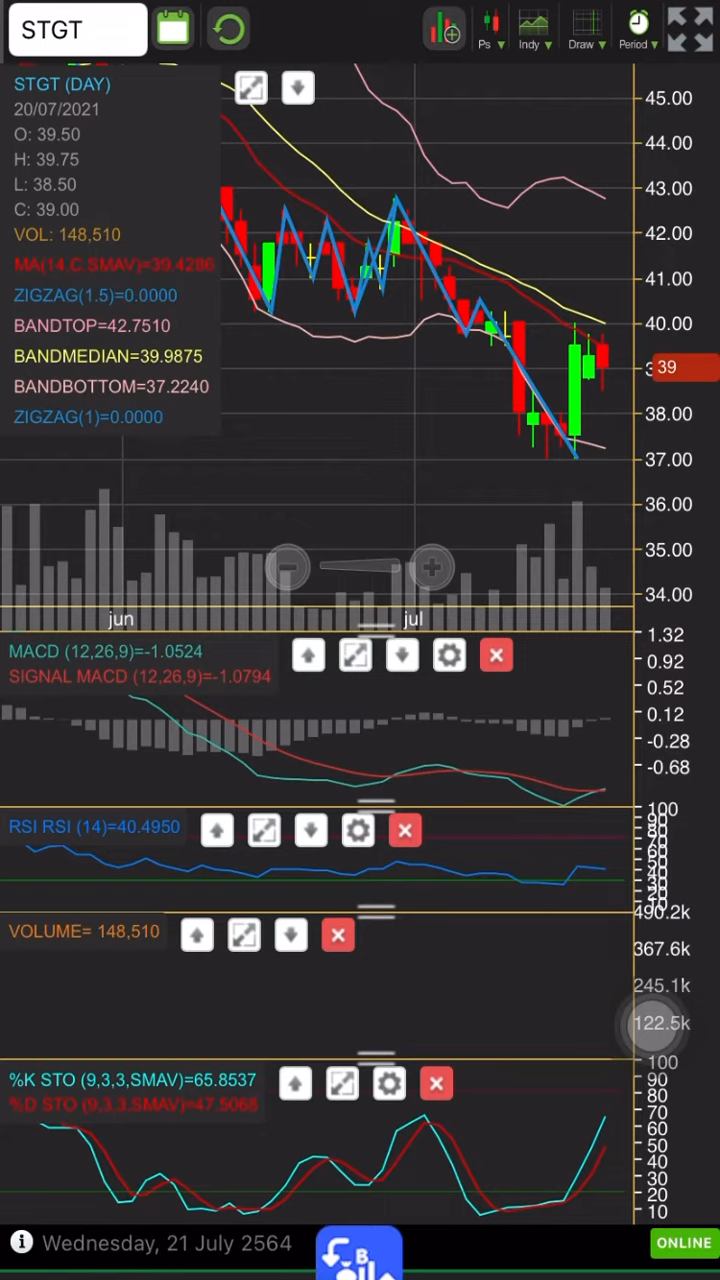 STGT
Ps ▼ Indy ▼ Draw ▼ Period ▼
STGT (DAY)
20/07/2021
O: 39.50
H: 39.75
L: 38.50
C: 39.00
VOL: 148,510
MA(14.C.SMAV)=39.4286
ZIGZAG(1.5)=0.0000
BANDTOP=42.7510
BANDMEDIAN=39.9875
BANDBOTTOM=37.2240
ZIGZAG(1)=0.0000
45.00
44.00
43.00
42.00
41.00
40.00
39
38.00
37.00
36.00
35.00
34.00
jun jul
MACD (12,26,9)=-1.0524
SIGNAL MACD (12,26,9)=-1.0794
1.32
0.92
0.52
0.12
-0.28
-0.68
RSI RSI (14)=40.4950
100
90
80
70
60
50
40
30
20
10
VOLUME= 148,510
490.2k
367.6k
245.1k
122.5k
%K STO (9,3,3,SMAV)=65.8537
%D STO (9,3,3,SMAV)=47.5068
100
90
80
70
60
50
40
30
20
10
Wednesday, 21 July 2564
ONLINE
B